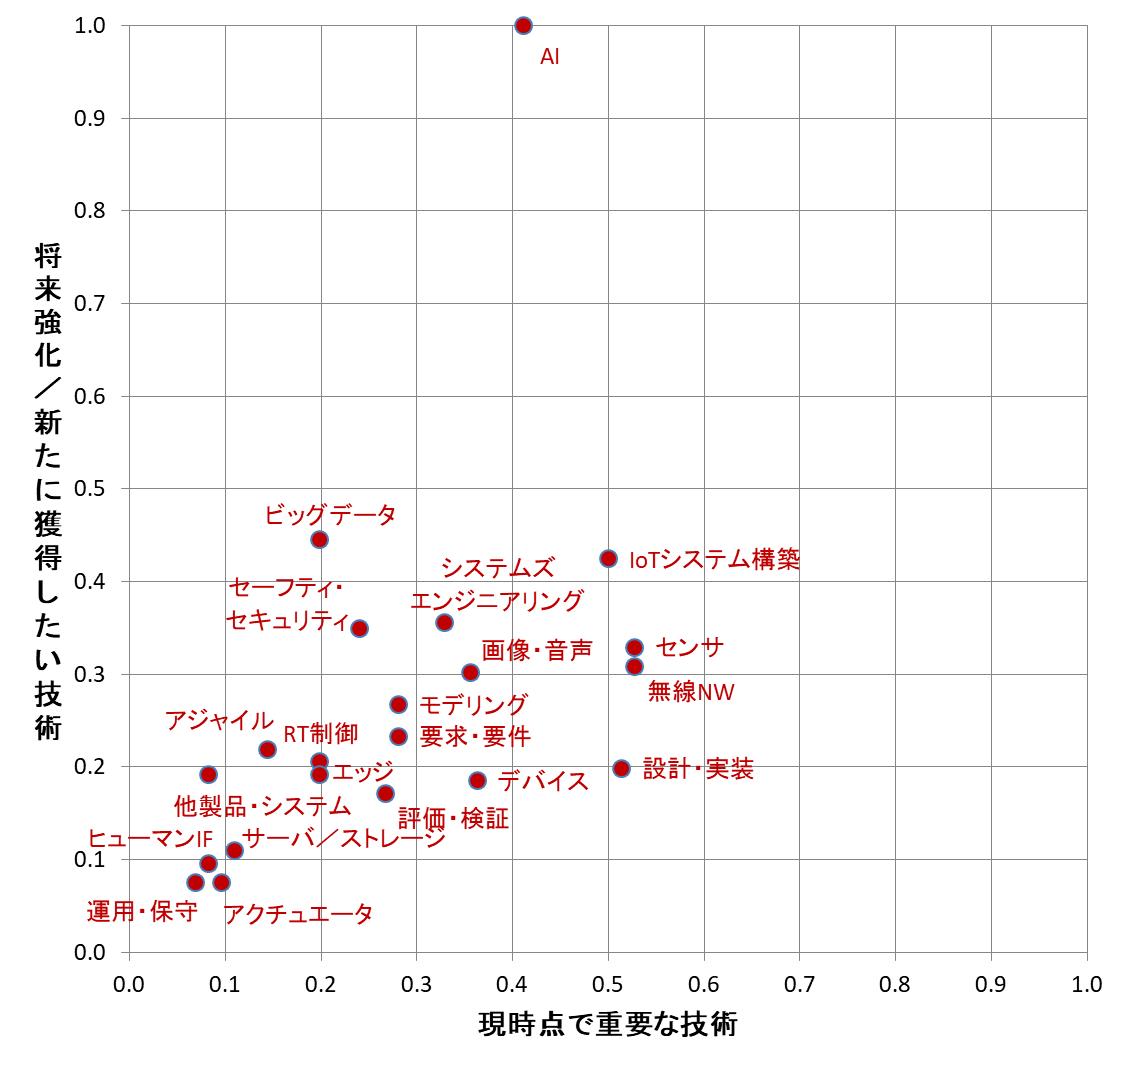 将来強化／新たに獲得したい技術
1.0
0.9
0.8
0.7
0.6
0.5
0.4
0.3
0.2
0.1
0.0
AI
ビッグデータ
IoTシステム構築
システムズ
エンジニアリング
セーフティ・
セキュリティ
画像・音声
センサ
無線NW
モデリング
アジャイル
RT制御
要求・要件
エッジ
デバイス
設計・実装
他製品・システム
評価・検証
ヒューマンIF
サーバ／ストレージ
運用・保守
アクチュエータ
0.0 0.1 0.2 0.3 0.4 0.5 0.6 0.7 0.8 0.9 1.0
現時点で重要な技術